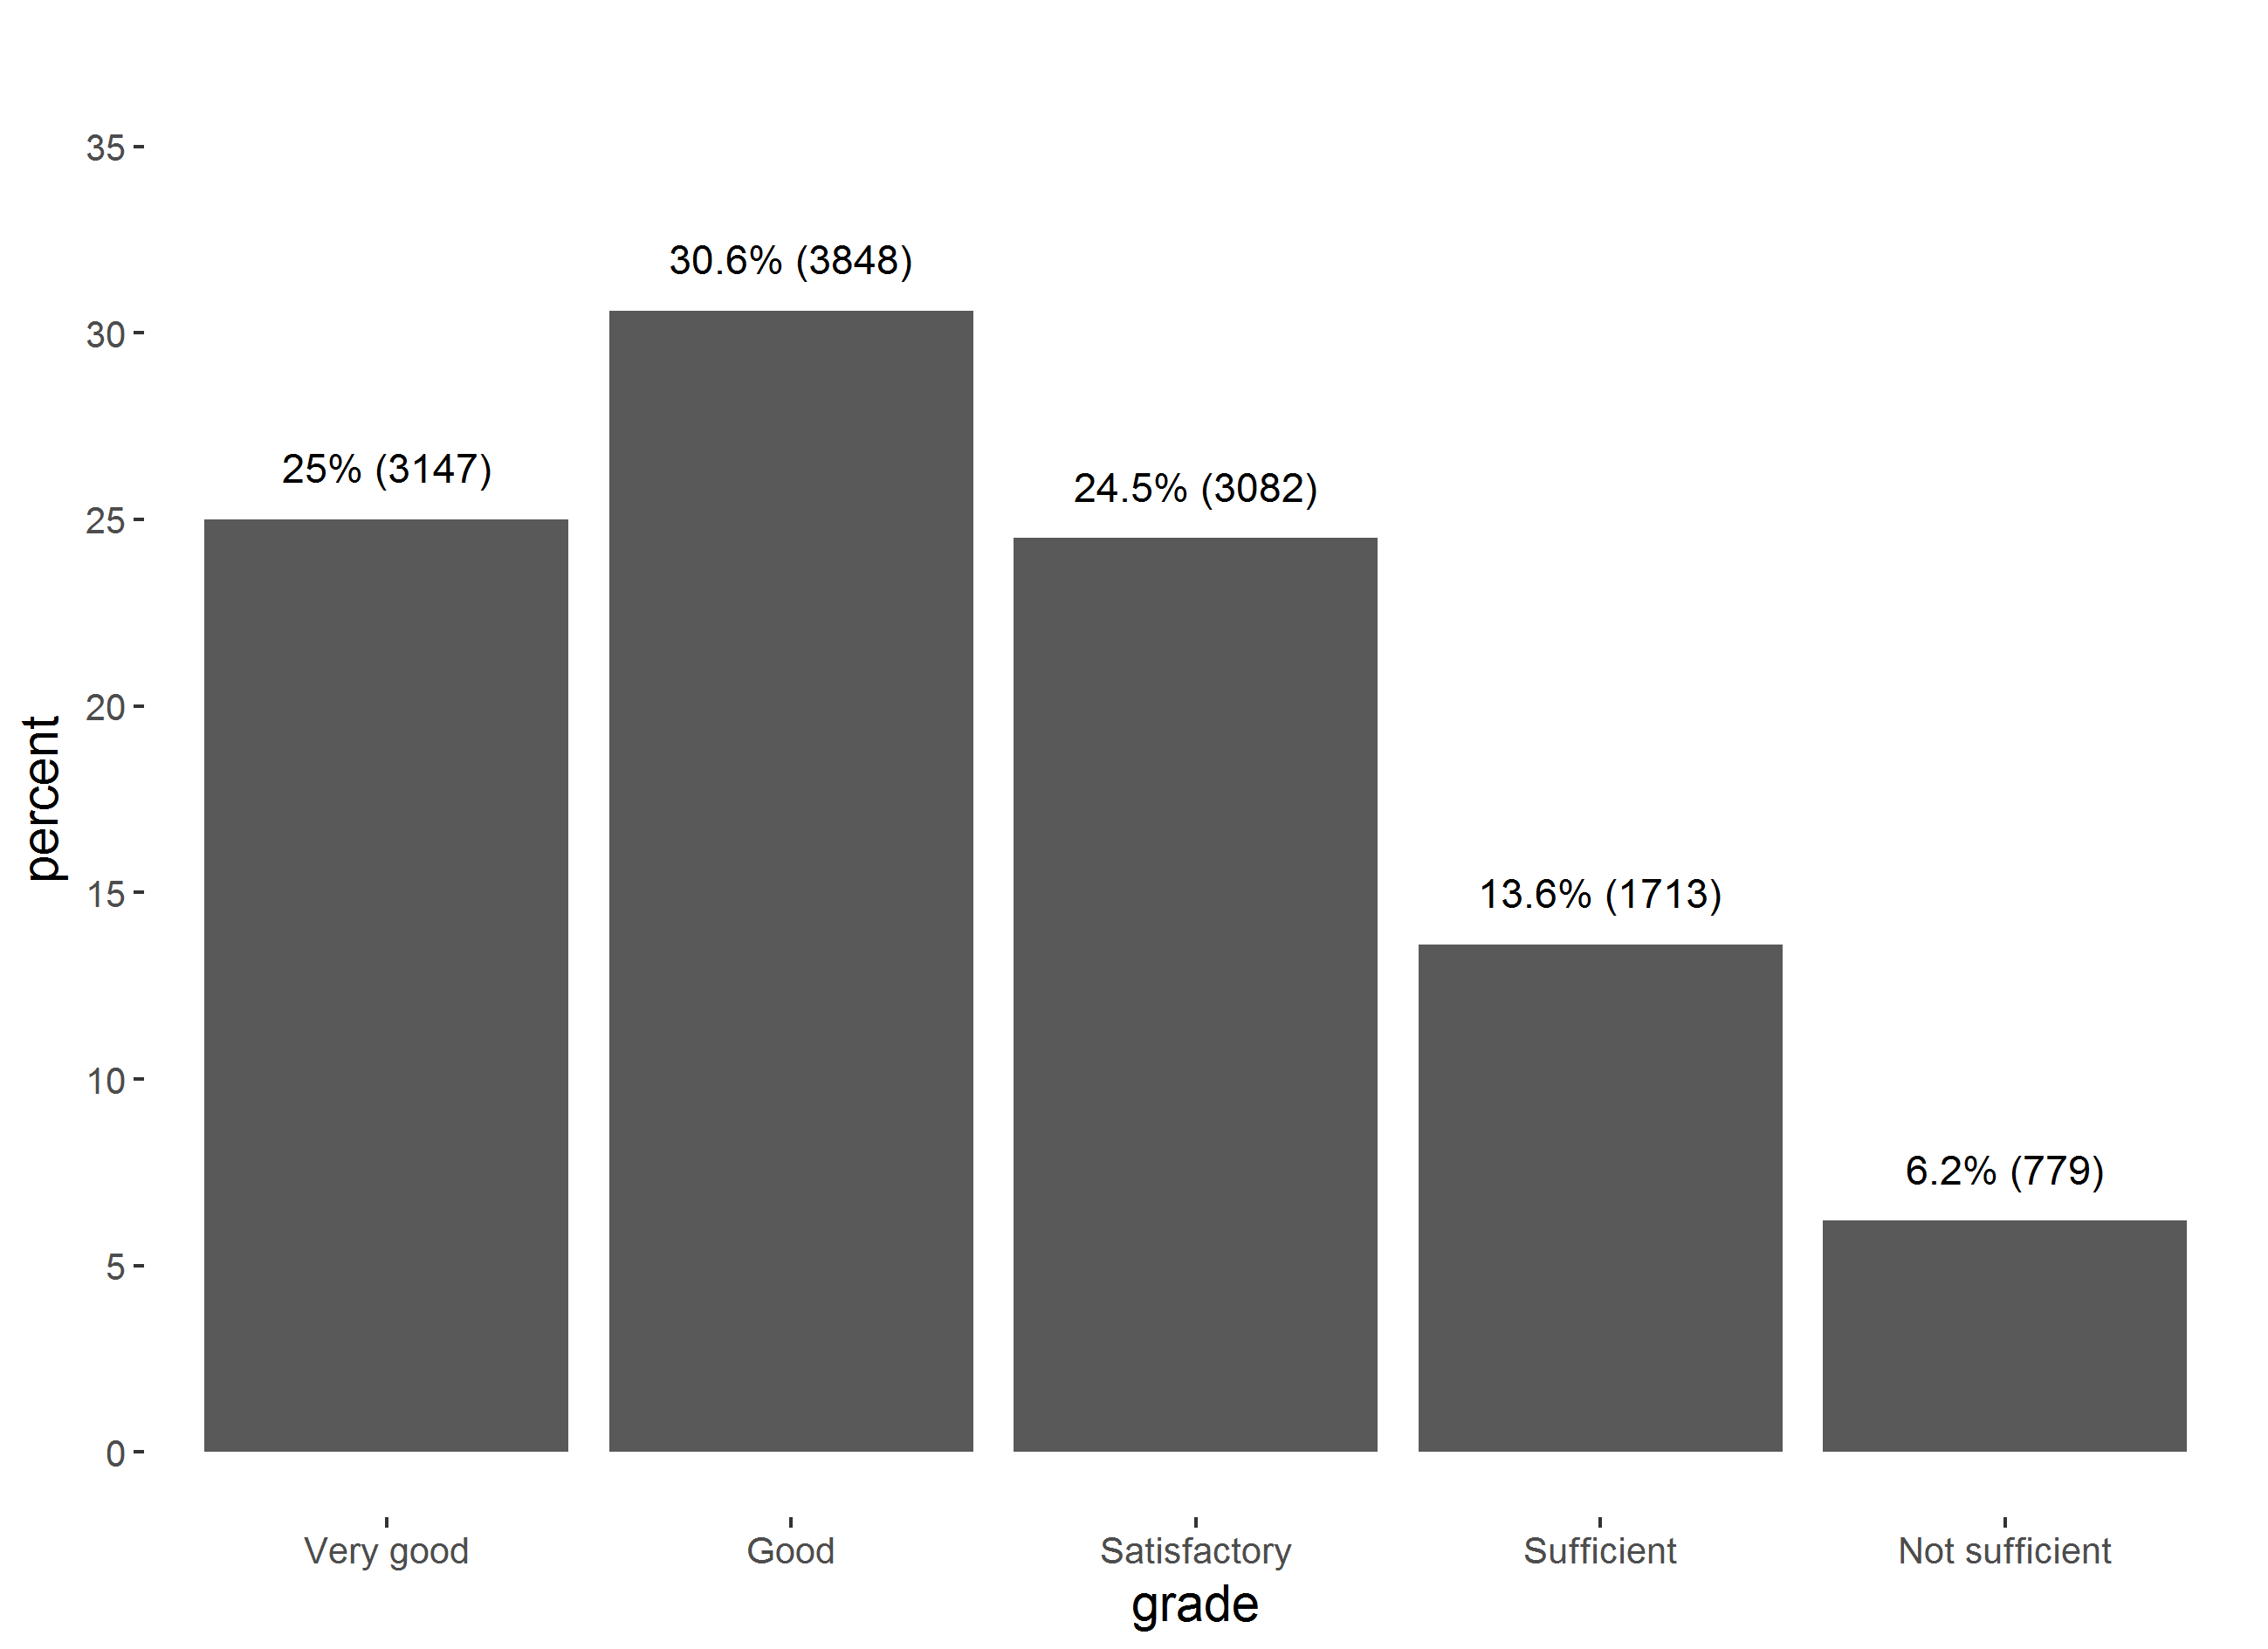 35
30
25
20
15
10
5
0
percent
25% (3147)
30.6% (3848)
24.5% (3082)
13.6% (1713)
6.2% (779)
Very good
Good
Satisfactory
Sufficient
Not sufficient
grade